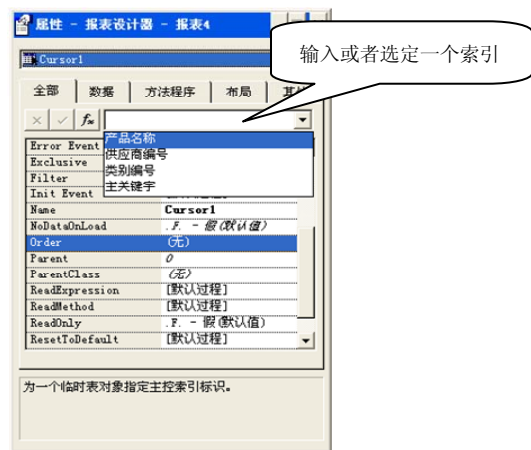 属性 - 报表设计器 - 报表4
输入或者选定一个索引
Cursor1
全部 数据 方法程序 布局
产品名称
供应商编号
类别编号
主关键字
Error Event
Exclusive
Filter
Init Event
Name Cursor1
NoDataOnLoad .F. - 假(默认值)
Order (无)
Parent 0
ParentClass (无)
ReadExpression [默认过程]
ReadMethod [默认过程]
ReadOnly .F. - 假(默认值)
ResetToDefault [默认过程]
为一个临时表对象指定主控索引标识。